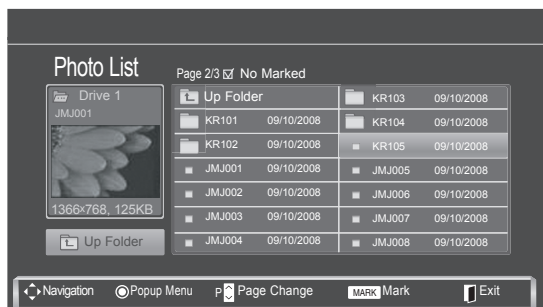 Photo List
Page 2/3 ☑ No Marked
Drive 1
JMJ001
1366x768, 125KB
Up Folder
Up Folder
KR101 09/10/2008
KR102 09/10/2008
JMJ001 09/10/2008
JMJ002 09/10/2008
JMJ003 09/10/2008
JMJ004 09/10/2008
KR103 09/10/2008
KR104 09/10/2008
KR105 09/10/2008
JMJ005 09/10/2008
JMJ006 09/10/2008
JMJ007 09/10/2008
JMJ008 09/10/2008
Navigation Popup Menu P Page Change MARK Mark Exit